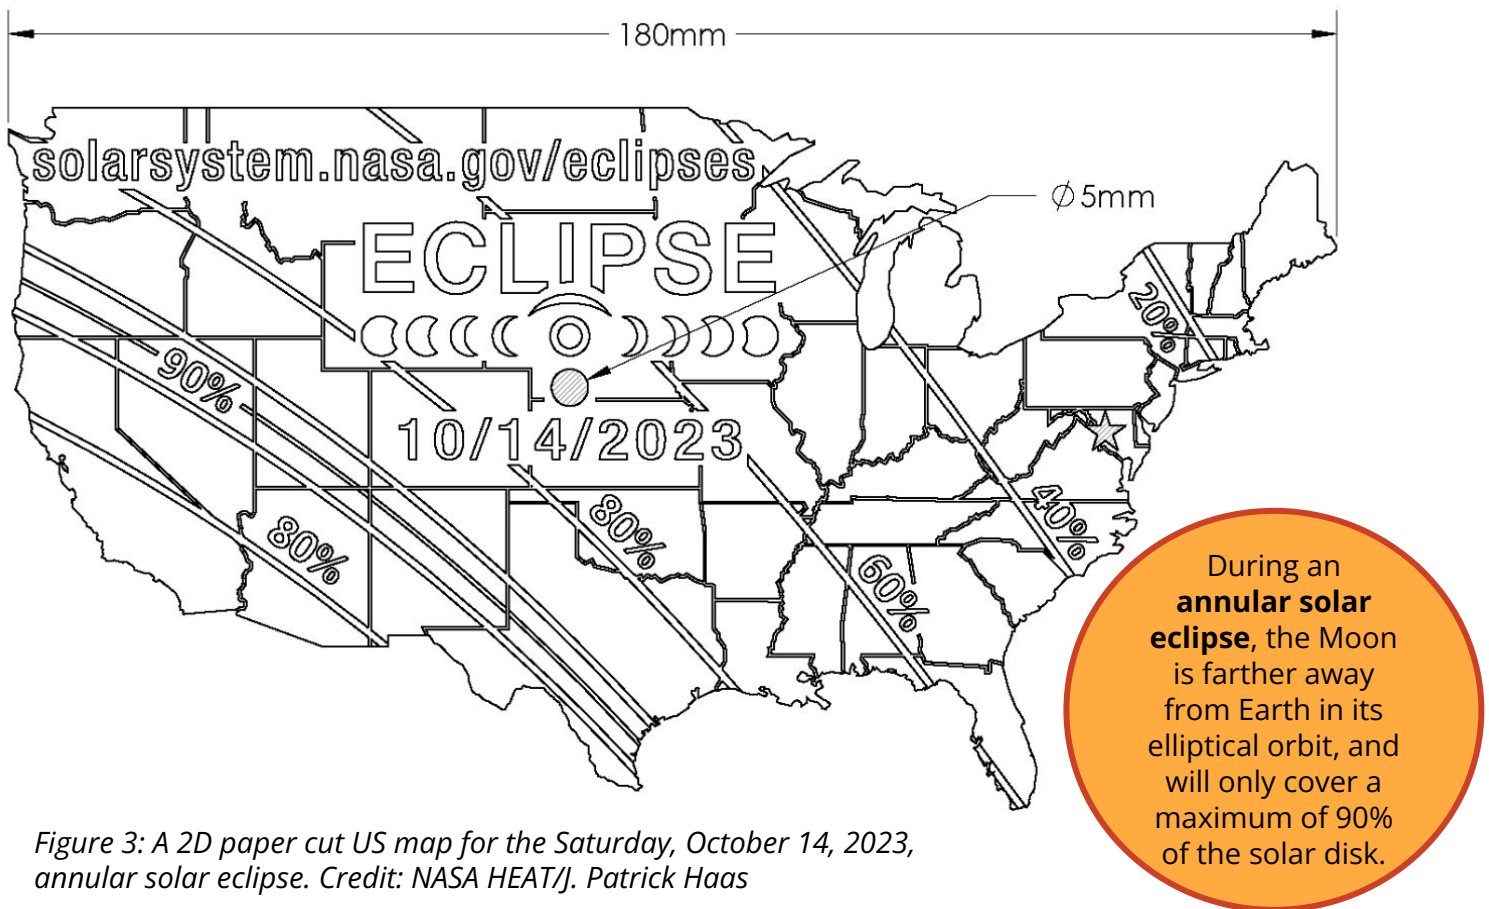 180mm
solarsystem.nasa.gov/eclipses
∅5mm
ECLIPSE
20%
90%
10/14/2023
40%
80%
80%
60%
During an
annular solar
eclipse, the Moon
is farther away
from Earth in its
elliptical orbit, and
will only cover a
maximum of 90%
of the solar disk.
Figure 3: A 2D paper cut US map for the Saturday, October 14, 2023,
annular solar eclipse. Credit: NASA HEAT/J. Patrick Haas